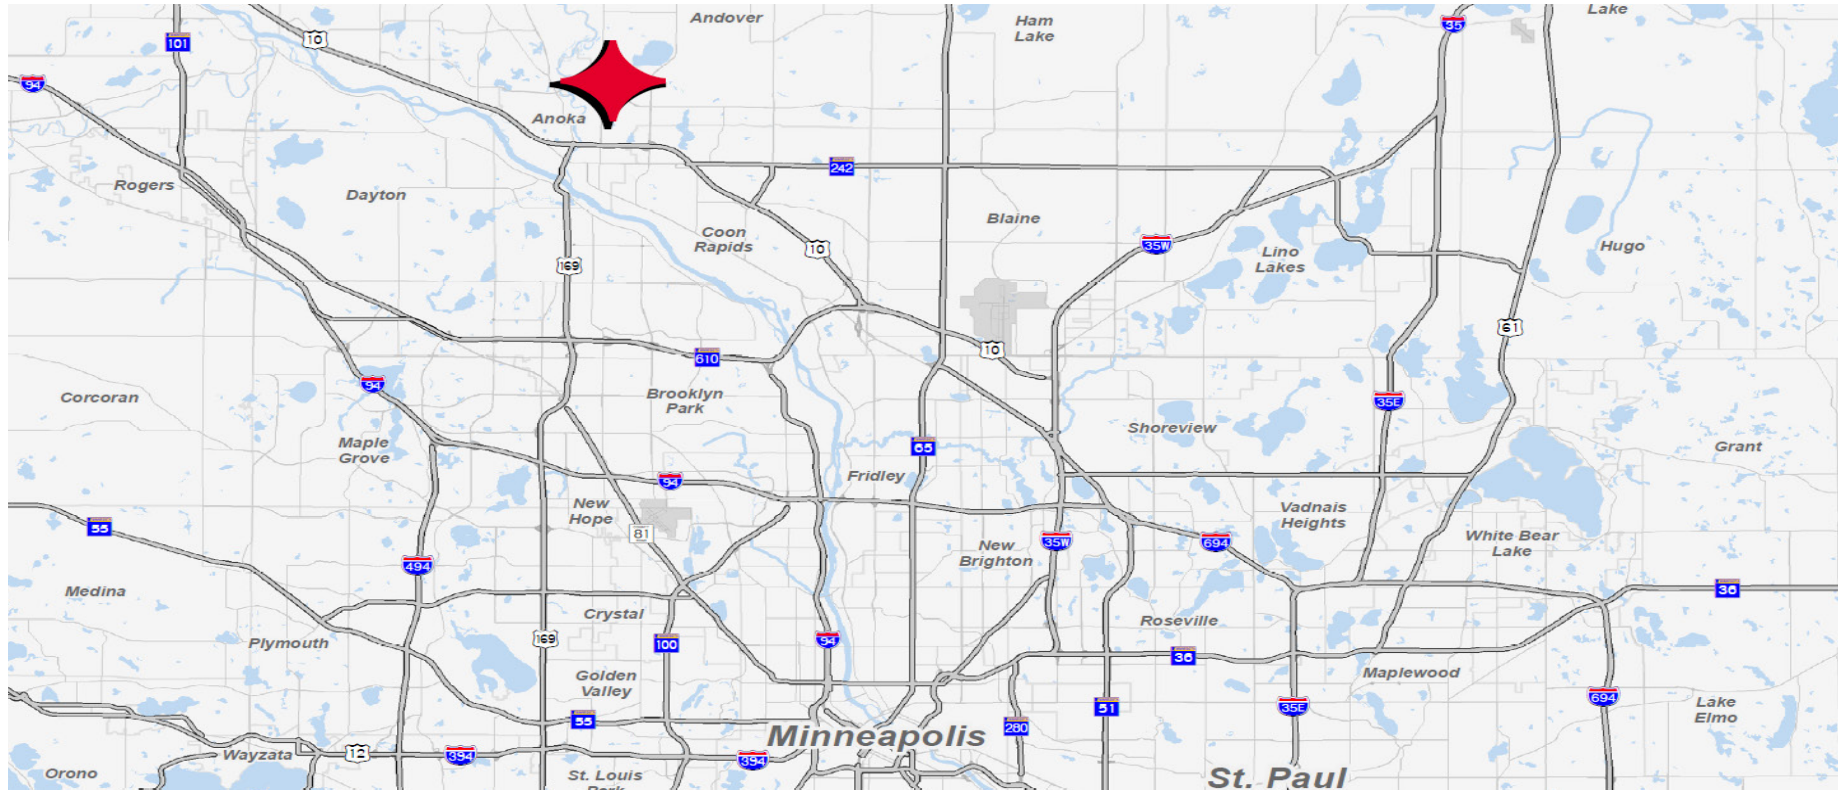 Andover
Ham
Lake
Lake
35
101
10
94
Anoka
242
Rogers
Dayton
Blaine
Coon
Rapids
10
35W
Lino
Lakes
Hugo
169
61
10
610
94
Brooklyn
Park
Corcoran
35E
Shoreview
Maple
Grove
65
Grant
Fridley
94
New
Hope
Vadnais
Heights
55
81
White Bear
Lake
35W
694
New
Brighton
494
Medina
36
Crystal
Roseville
Plymouth
169
100
94
36
Golden
Valley
Maplewood
694
51
35E
Lake
Elmo
55
280
Minneapolis
Wayzata
12
394
394
Orono
St. Louis
Park
St. Paul